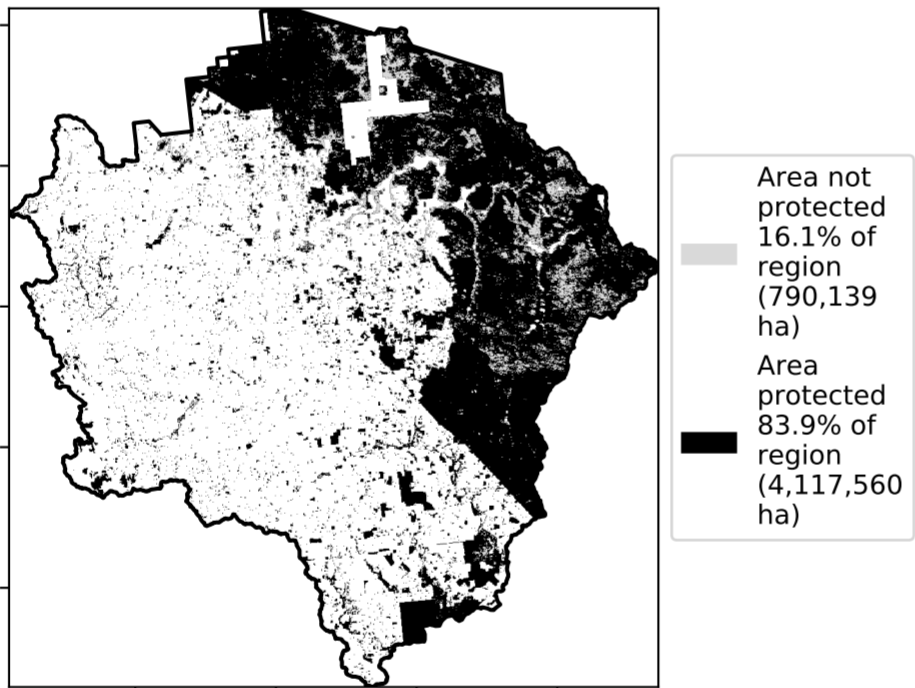 Area not
protected
16.1% of
region
(790,139
ha)
Area
protected
83.9% of
region
(4,117,560
ha)